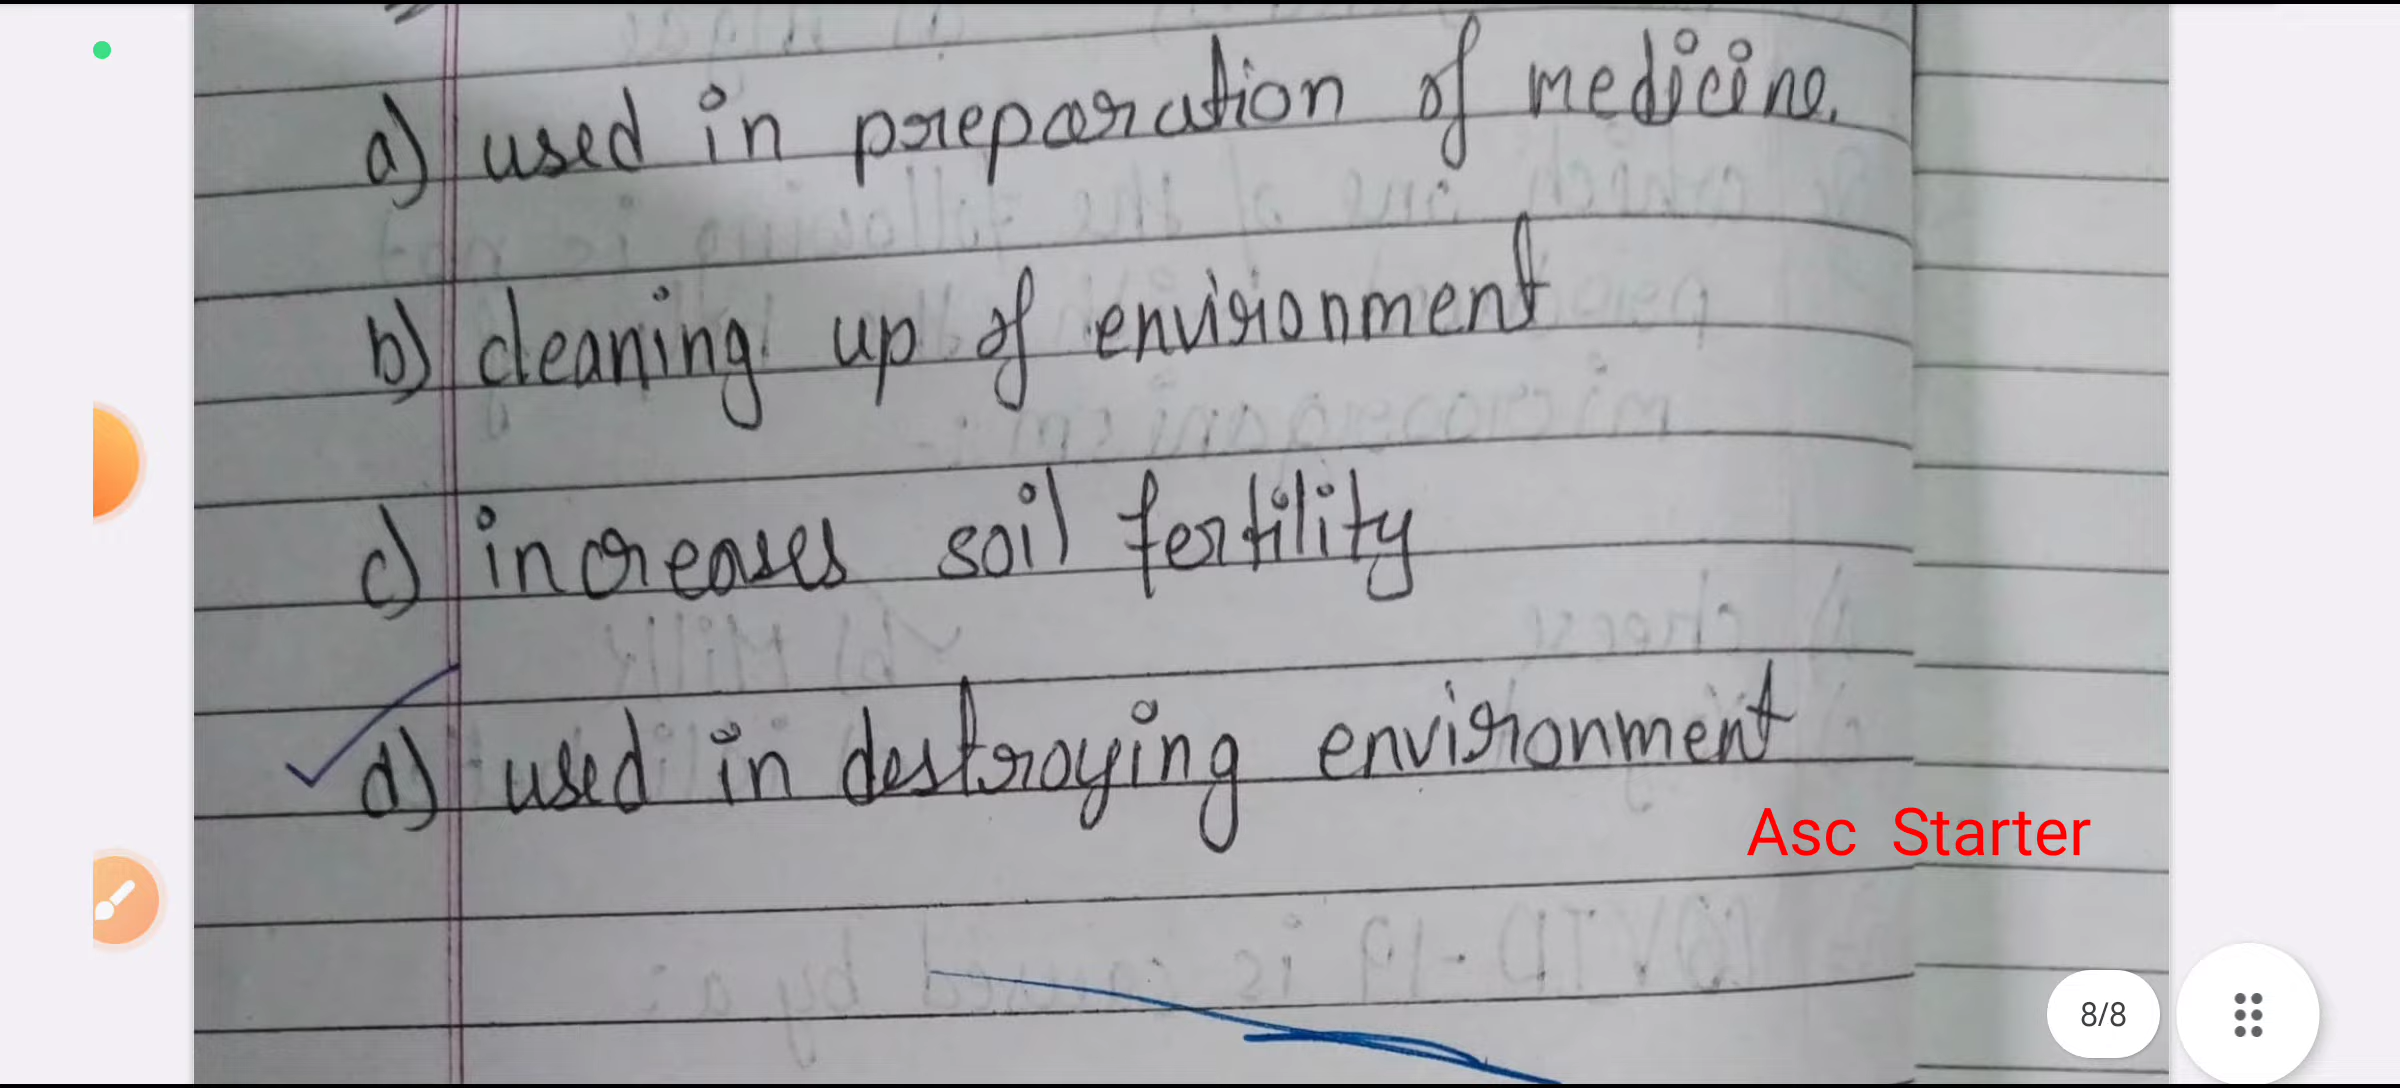 a) used in preparation of medicine.
b) cleaning up of environment
c) increases soil fertility
d) used in destroying environment
Asc Starter
8/8